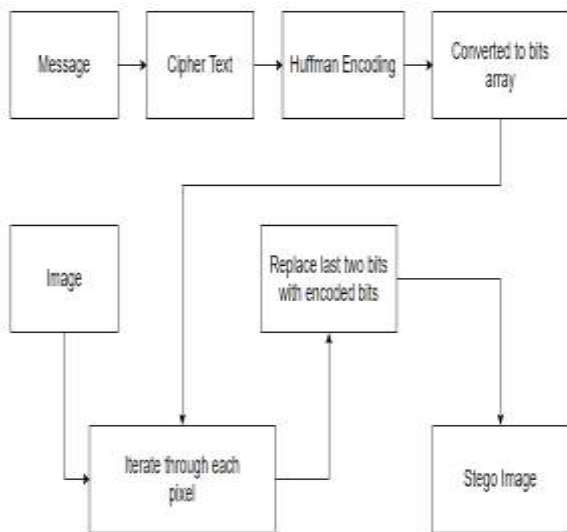 Message
Cipher Text
Huffman Encoding
Converted to bits
array
Image
Replace last two bits
with encoded bits
Iterate through each
pixel
Stego Image